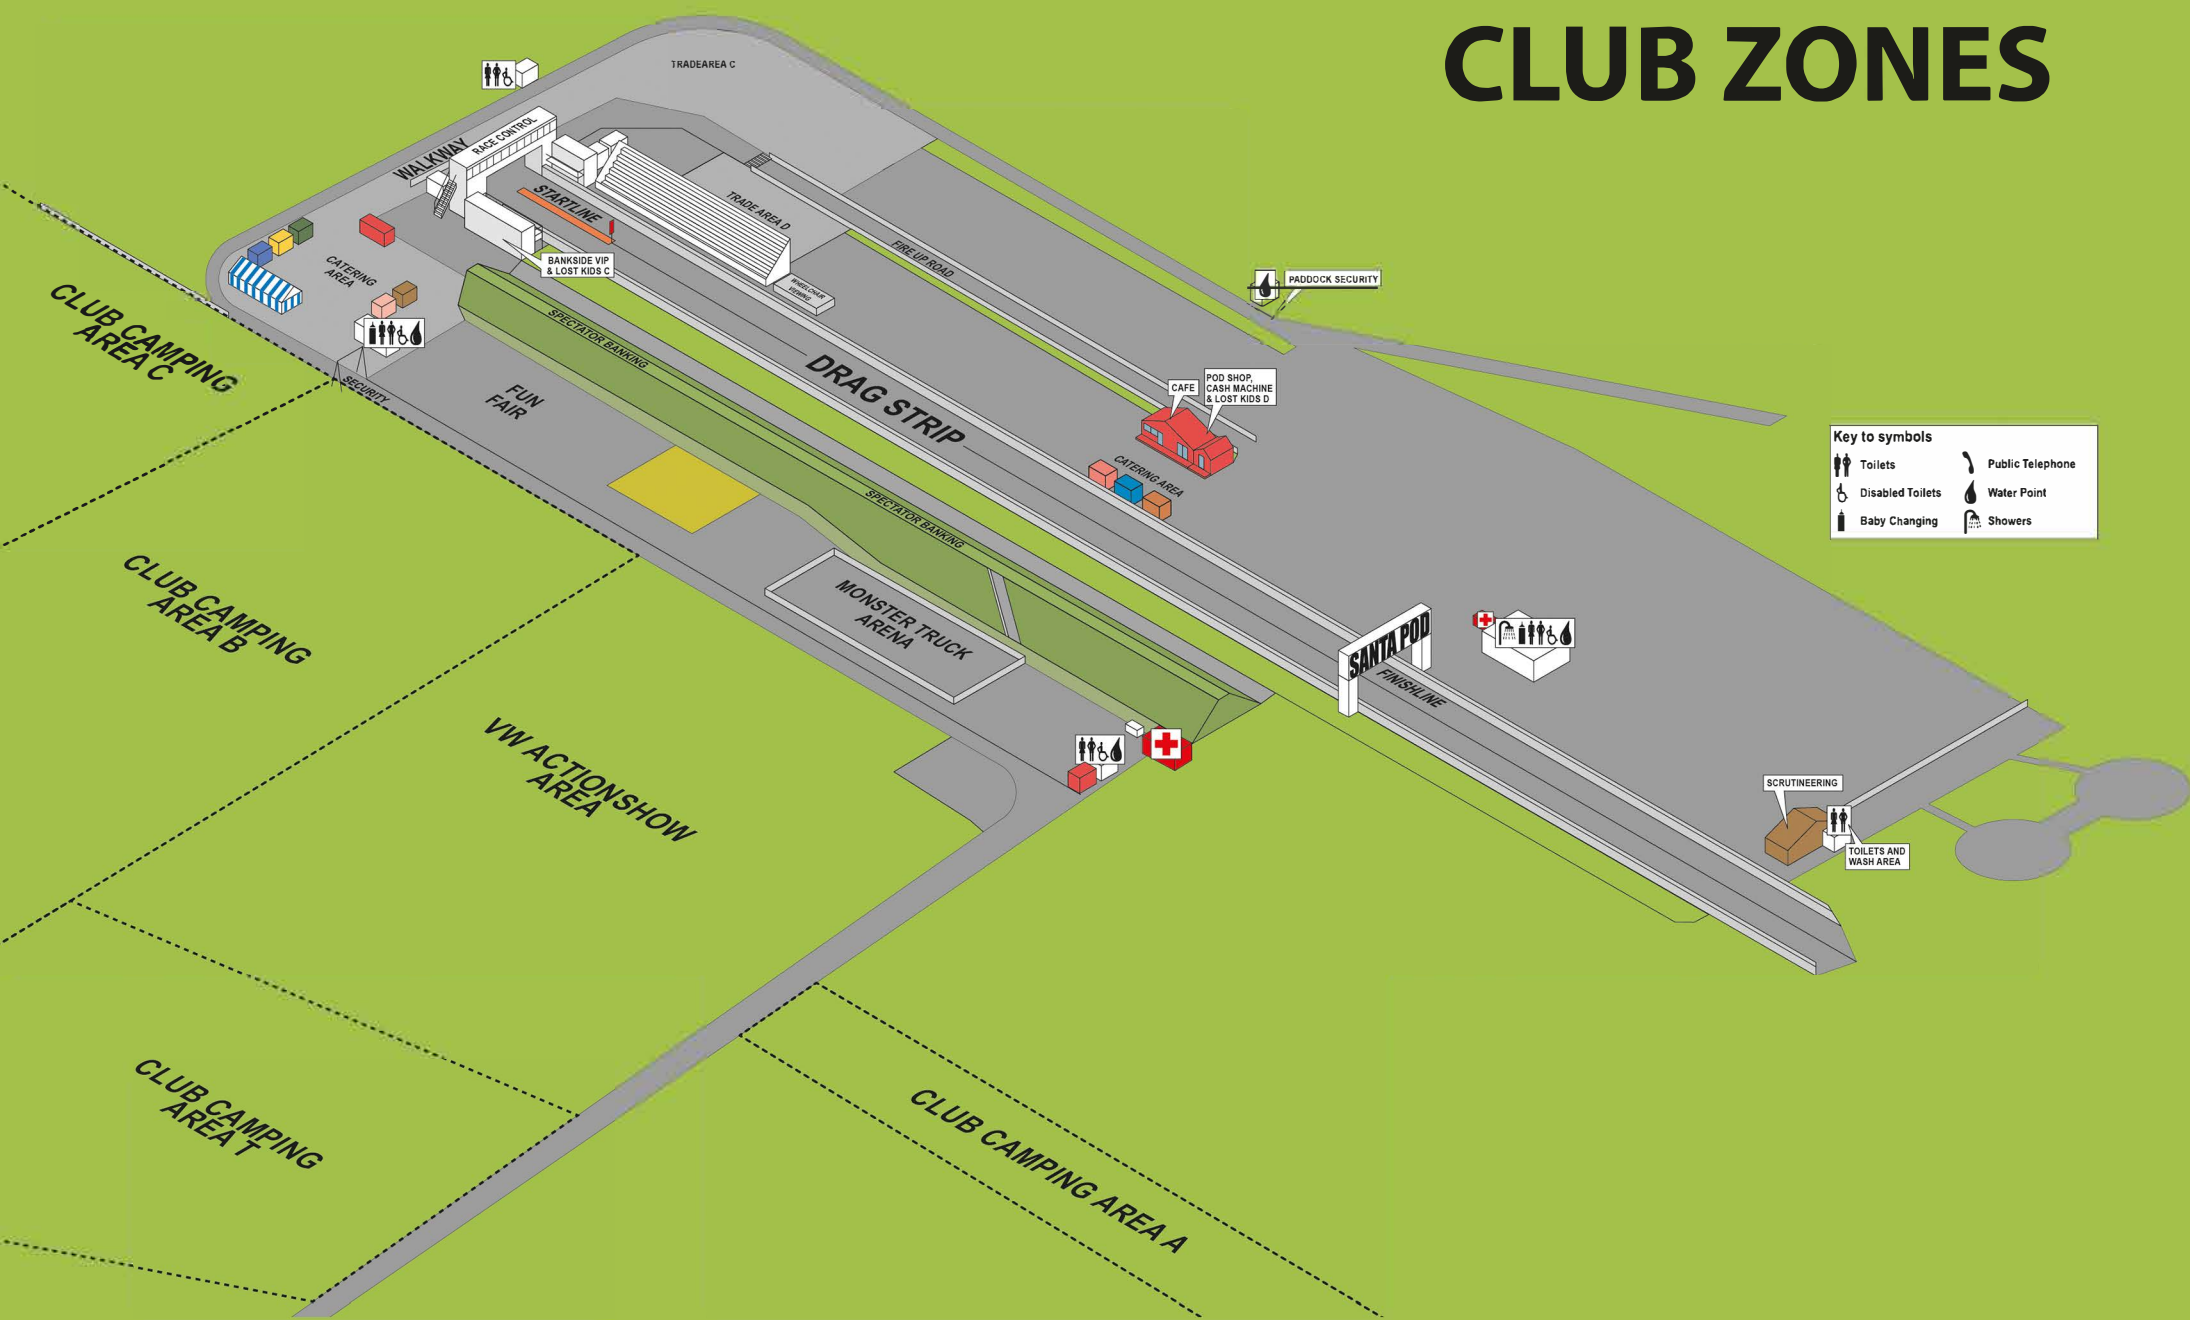 CLUB ZONES
TRADEAREA C
RACE CONTROL
WALKWAY
STARTLINE
TRADE AREA D
FIRE UP ROAD
BANKSIDE VIP
& LOST KIDS C
CATERING
AREA
WHEELCHAIR
VIEWING
PADDOCK SECURITY
CLUB CAMPING
AREA C
SECURITY
FUN
FAIR
SPECTATOR BANKING
DRAG STRIP
CAFE
POD SHOP,
CASH MACHINE
& LOST KIDS D
CATERING AREA
SPECTATOR BANKING
Key to symbols
Toilets
Public Telephone
Disabled Toilets
Water Point
Baby Changing
Showers
CLUB CAMPING
AREA B
MONSTER TRUCK
ARENA
SANTA POD
FINISHLINE
VW ACTIONSHOW
AREA
SCRUTINEERING
TOILETS AND
WASH AREA
CLUB CAMPING
AREA T
CLUB CAMPING AREA A